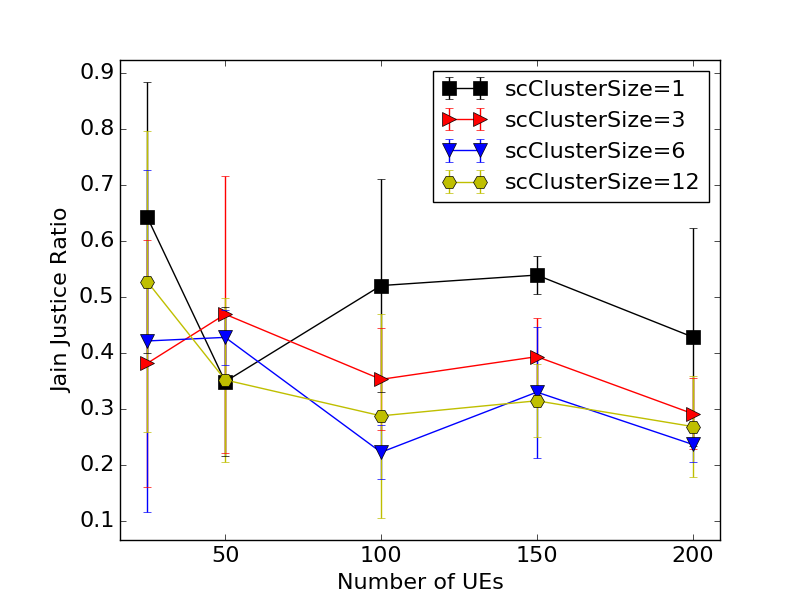 scClusterSize=1
scClusterSize=3
scClusterSize=6
scClusterSize=12
Jain Justice Ratio
0.9
0.8
0.7
0.6
0.5
0.4
0.3
0.2
0.1
50
100
150
200
Number of UEs